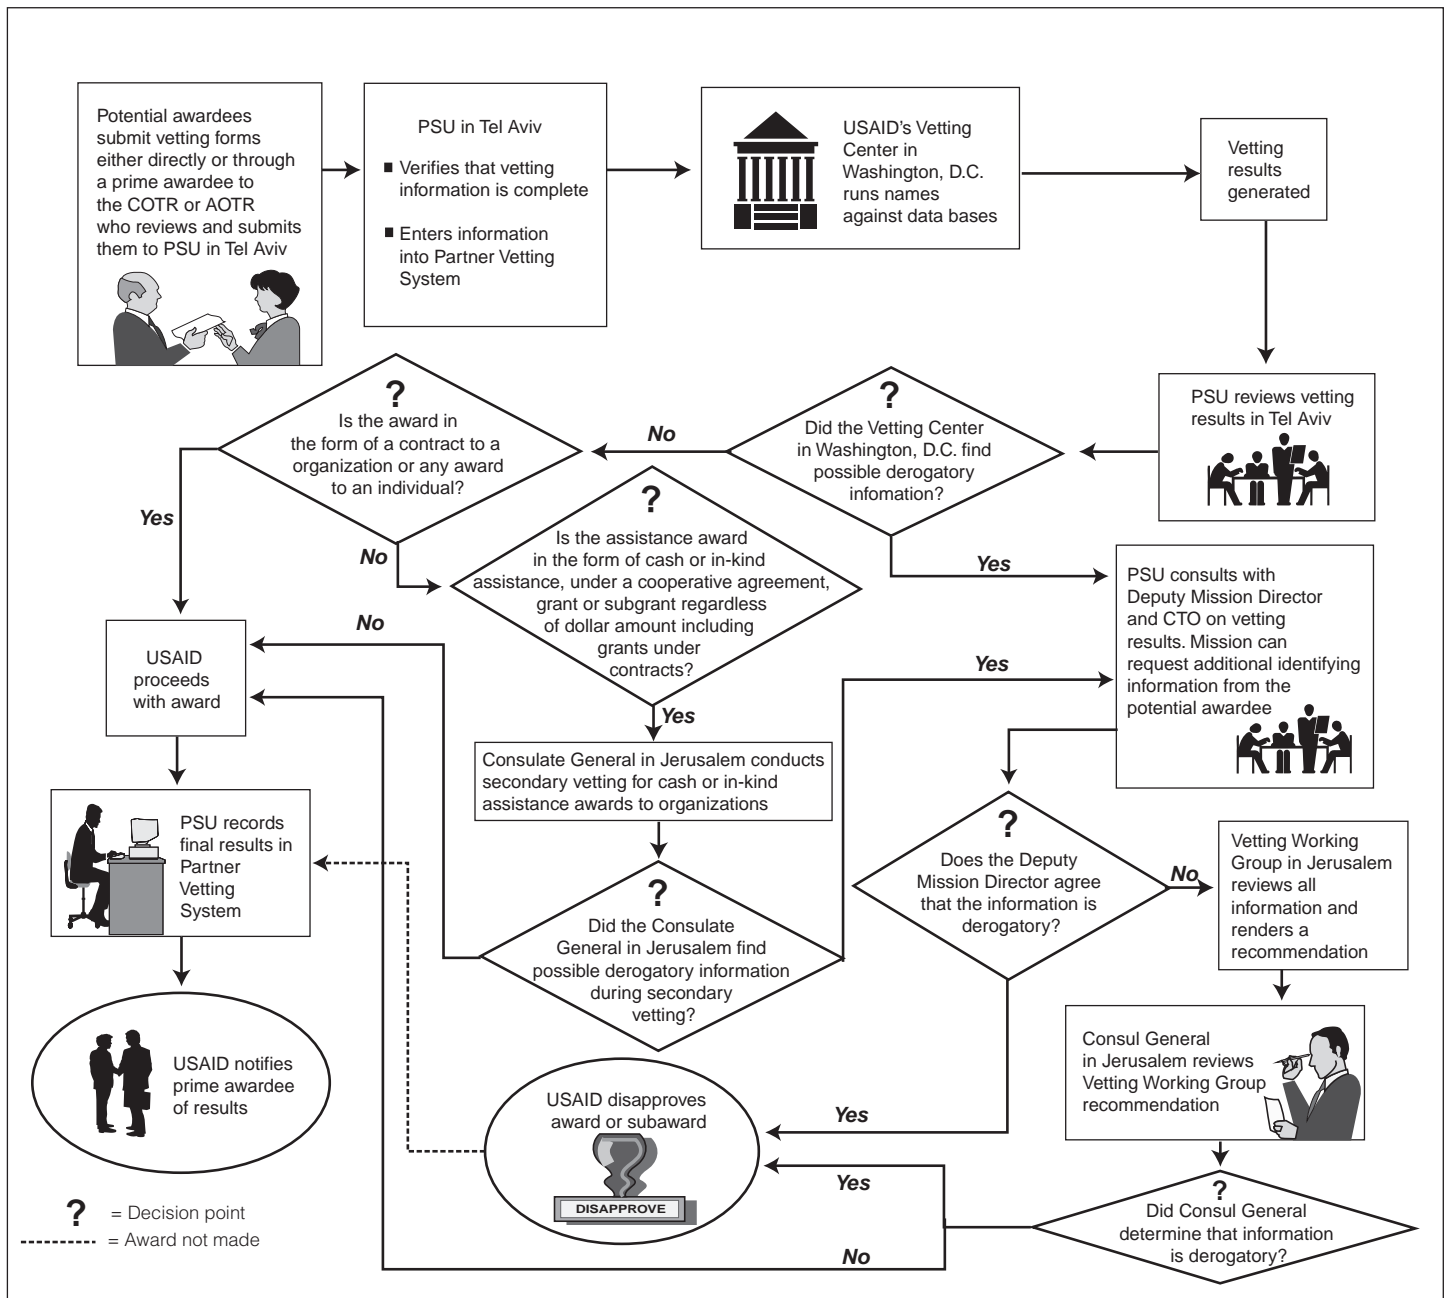 Potential awardees
submit vetting forms
either directly or through
a prime awardee to
the COTR or AOTR
who reviews and submits
them to PSU in Tel Aviv
PSU in Tel Aviv
■ Verifies that vetting
information is complete
■ Enters information
into Partner Vetting
System
USAID's Vetting
Center in
Washington, D.C.
runs names
against data bases
Vetting
results
generated
PSU reviews vetting
results in Tel Aviv
?
Did the Vetting Center
in Washington, D.C. find
possible derogatory
infomation?
No
Yes
?
Is the award in
the form of a contract to a
organization or any award
to an individual?
Yes
No
?
Is the assistance award
in the form of cash or in-kind
assistance, under a cooperative agreement,
grant or subgrant regardless
of dollar amount including
grants under
contracts?
Yes
PSU consults with
Deputy Mission Director
and CTO on vetting
results. Mission can
request additional identifying
information from the
potential awardee
USAID
proceeds
with award
No
Yes
Consulate General in Jerusalem conducts
secondary vetting for cash or in-kind
assistance awards to organizations
PSU records
final results in
Partner
Vetting
System
?
Did the Consulate
General in Jerusalem find
possible derogatory information
during secondary
vetting?
?
Does the Deputy
Mission Director agree
that the information is
derogatory?
No
Vetting Working
Group in Jerusalem
reviews all
information and
renders a
recommendation
Consul General
in Jerusalem reviews
Vetting Working Group
recommendation
USAID notifies
prime awardee
of results
USAID disapproves
award or subaward
DISAPPROVE
Yes
Yes
No
?
Did Consul General
determine that information
is derogatory?
? = Decision point
= Award not made